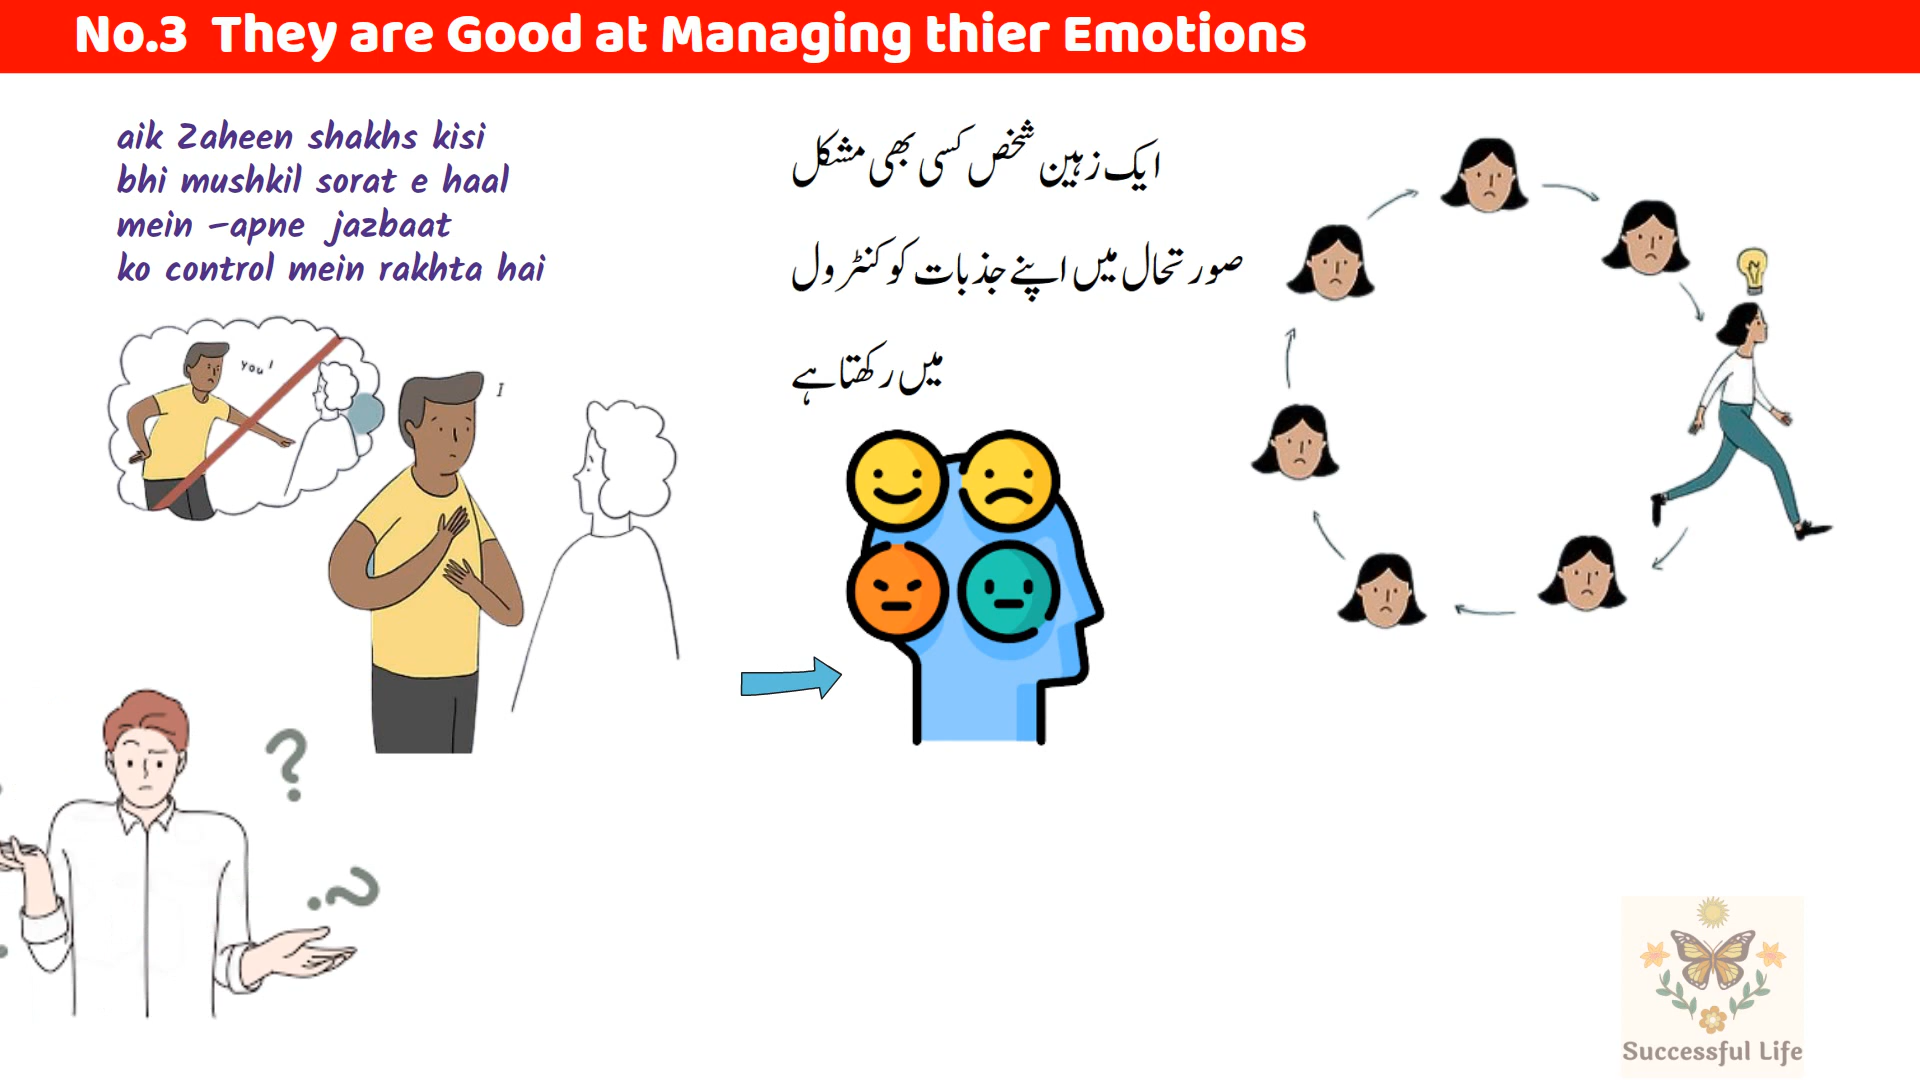 No.3 They are Good at Managing thier Emotions
aik Zaheen shakhs kisi
bhi mushkil sorat e haal
mein –apne jazbaat
ko control mein rakhta hai
ایک زہین شخص کسی بھی مشکل
صورتحال میں اپنے جذبات کو کنٹرول
میں رکھتا ہے
you!
I
Successful Life